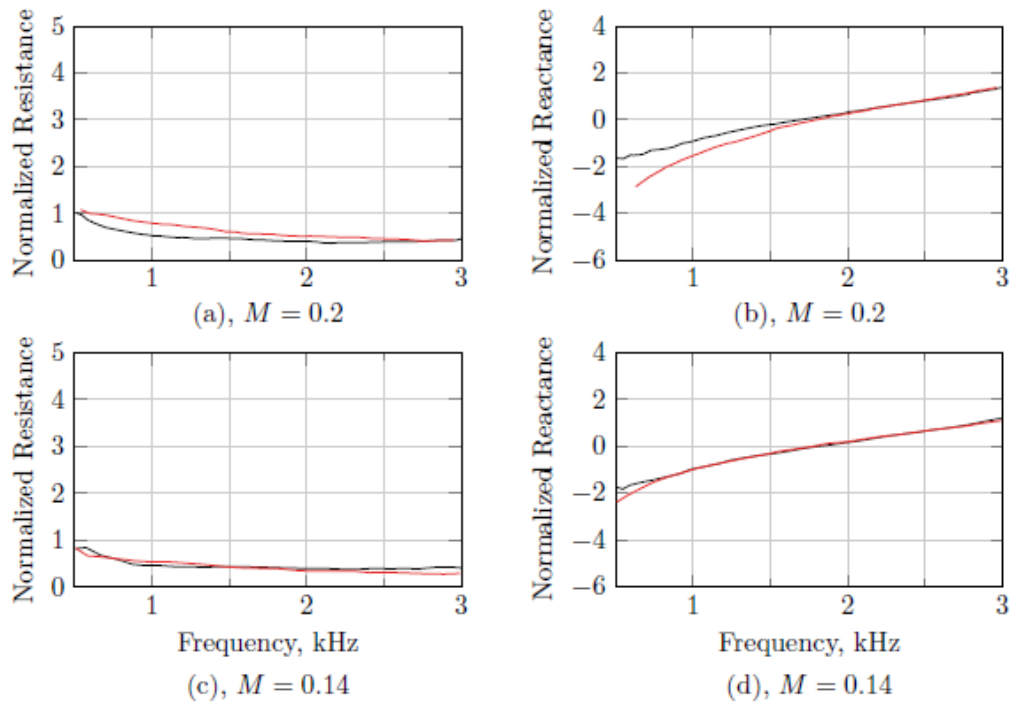 Normalized Resistance
5
4
3
2
1
0
1 2 3
(a), M = 0.2
Normalized Reactance
4
2
0
−2
−4
−6
1 2 3
(b), M = 0.2
Normalized Resistance
5
4
3
2
1
0
1 2 3
Frequency, kHz
(c), M = 0.14
Normalized Reactance
4
2
0
−2
−4
−6
1 2 3
Frequency, kHz
(d), M = 0.14